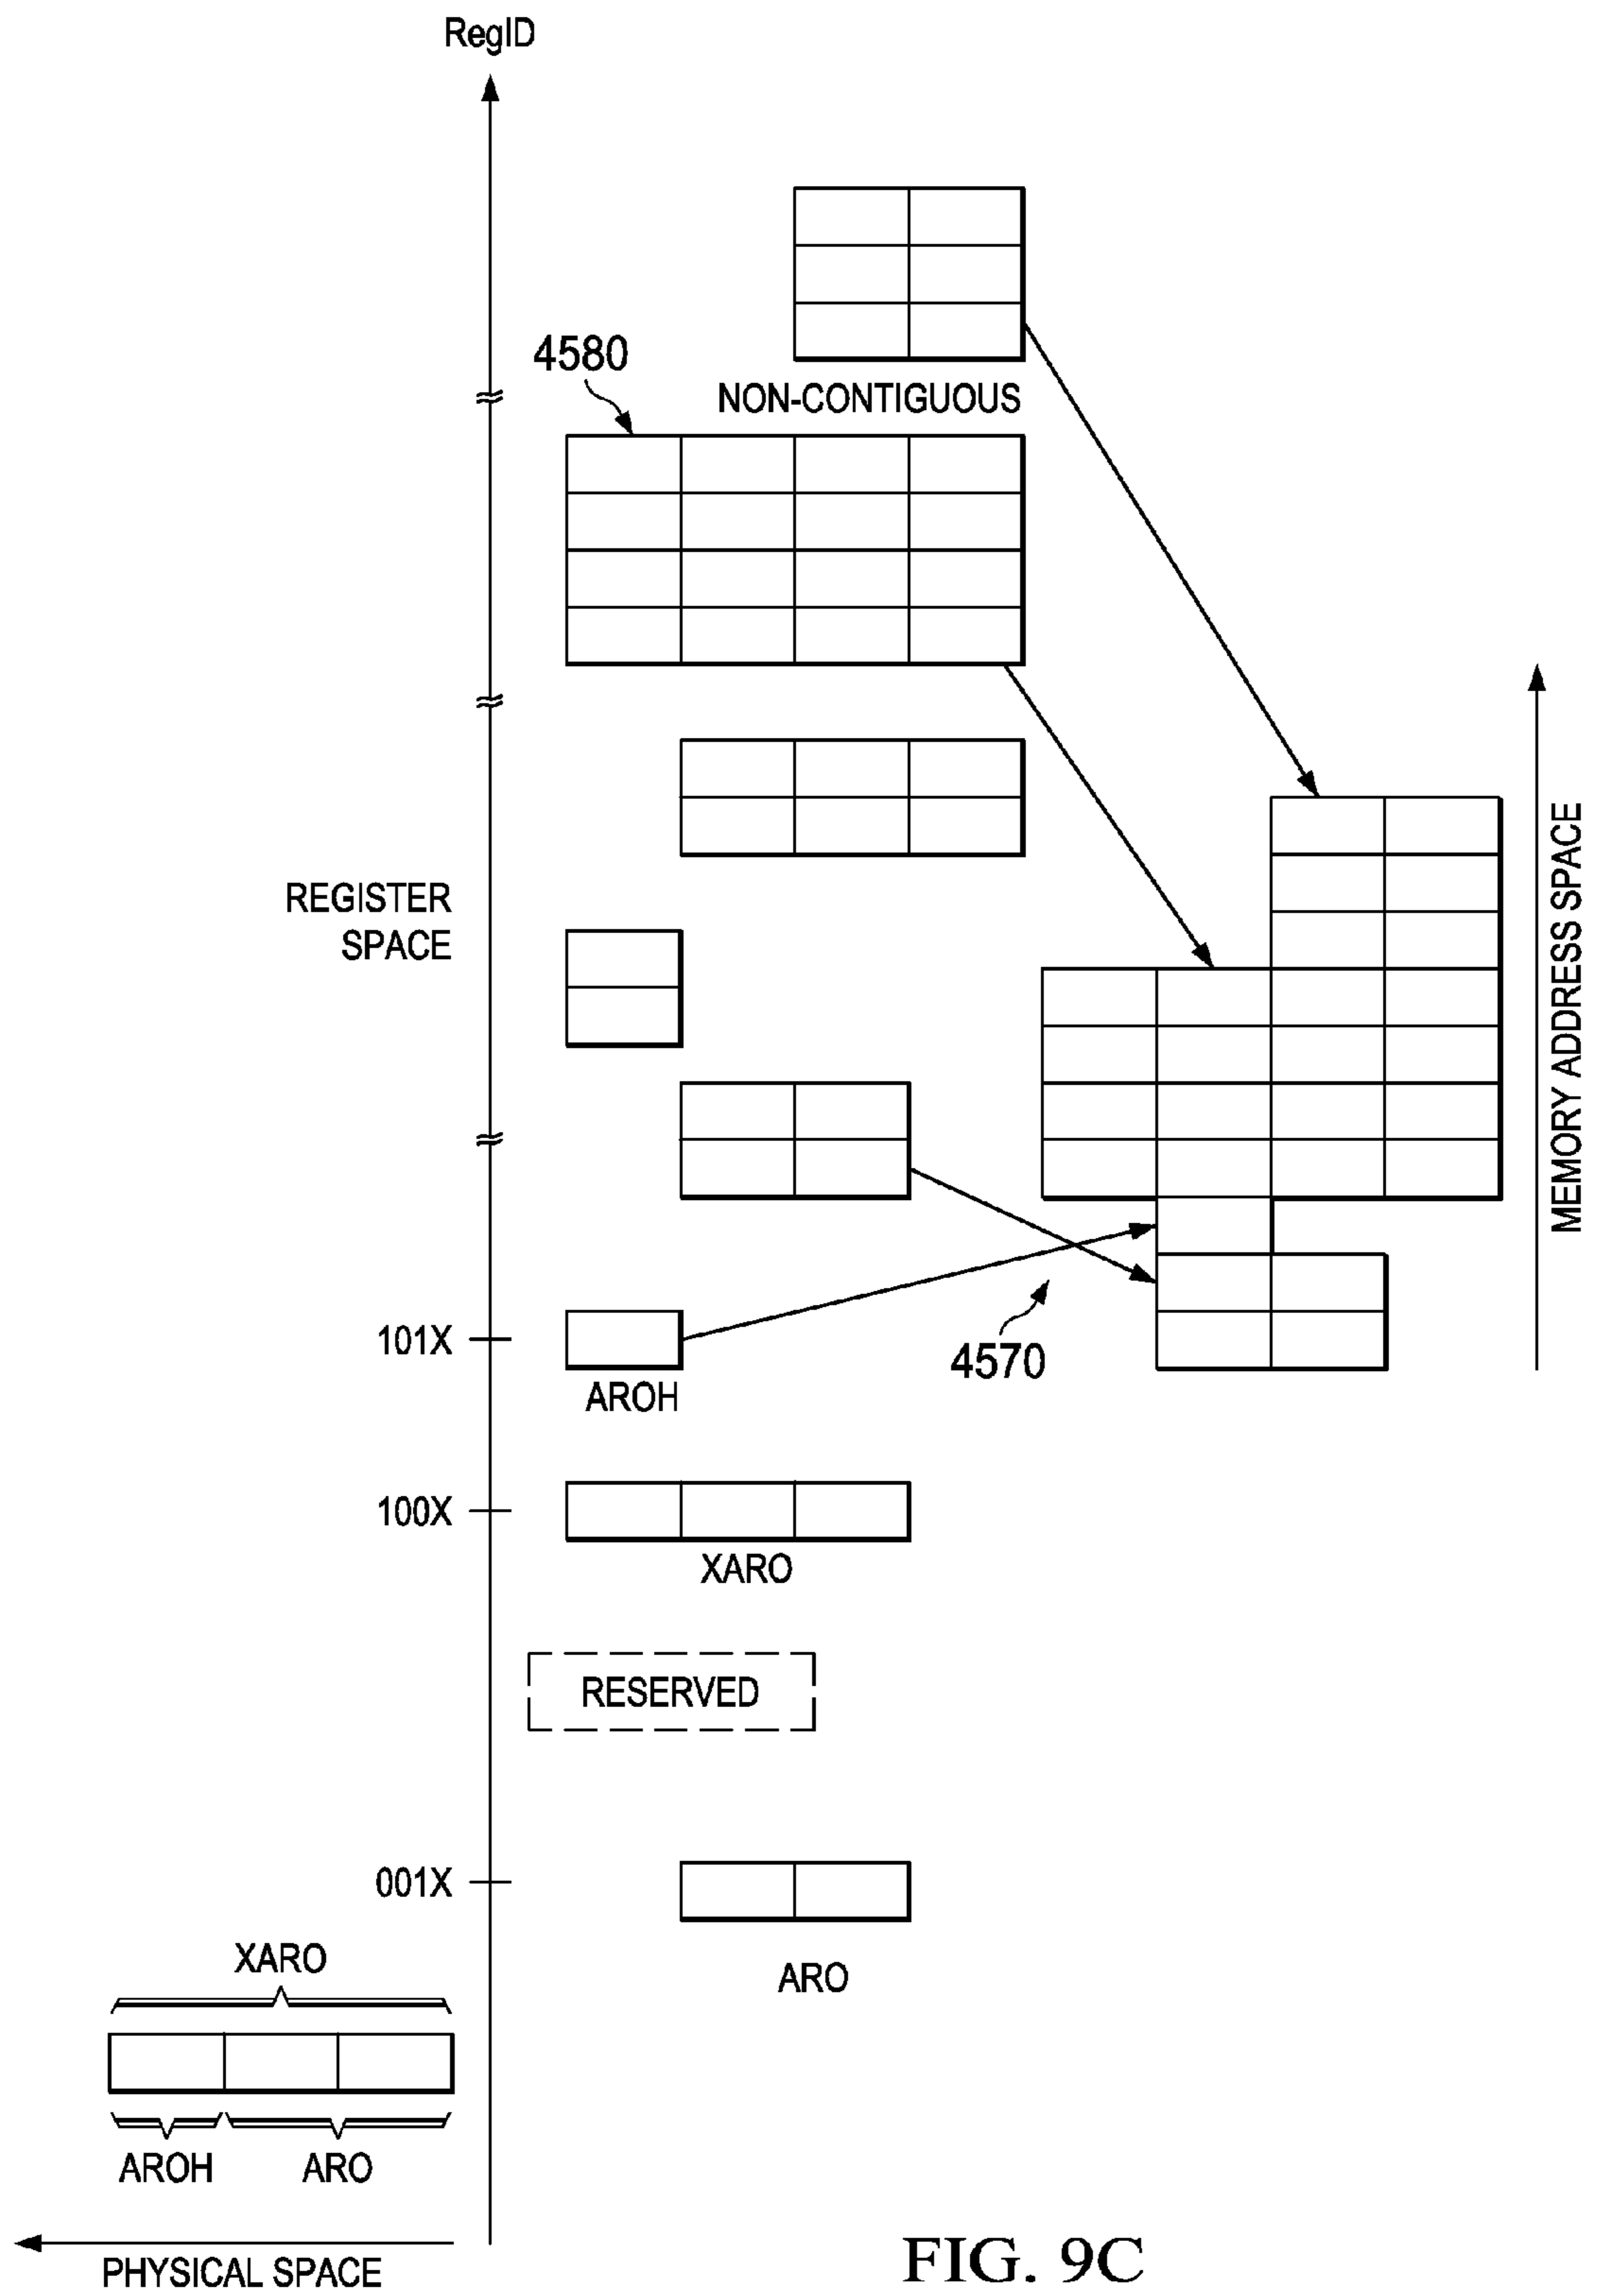 RegID
4580
NON-CONTIGUOUS
REGISTER
SPACE
MEMORY ADDRESS SPACE
101X
4570
AROH
100X
XARO
RESERVED
001X
XARO
ARO
AROH
ARO
PHYSICAL SPACE
FIG. 9C